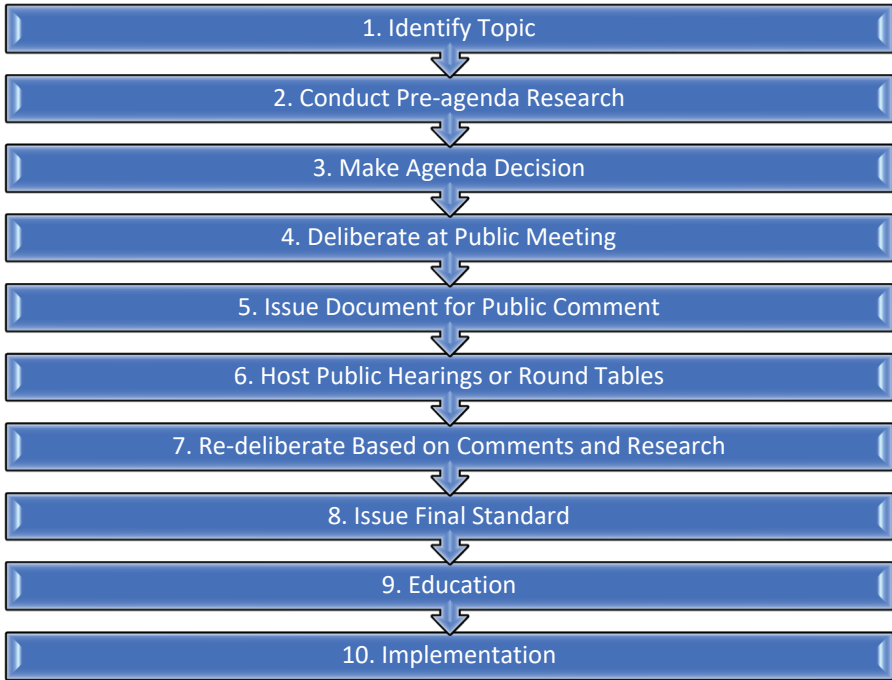 1. Identify Topic
2. Conduct Pre-agenda Research
3. Make Agenda Decision
4. Deliberate at Public Meeting
5. Issue Document for Public Comment
6. Host Public Hearings or Round Tables
7. Re-deliberate Based on Comments and Research
8. Issue Final Standard
9. Education
10. Implementation